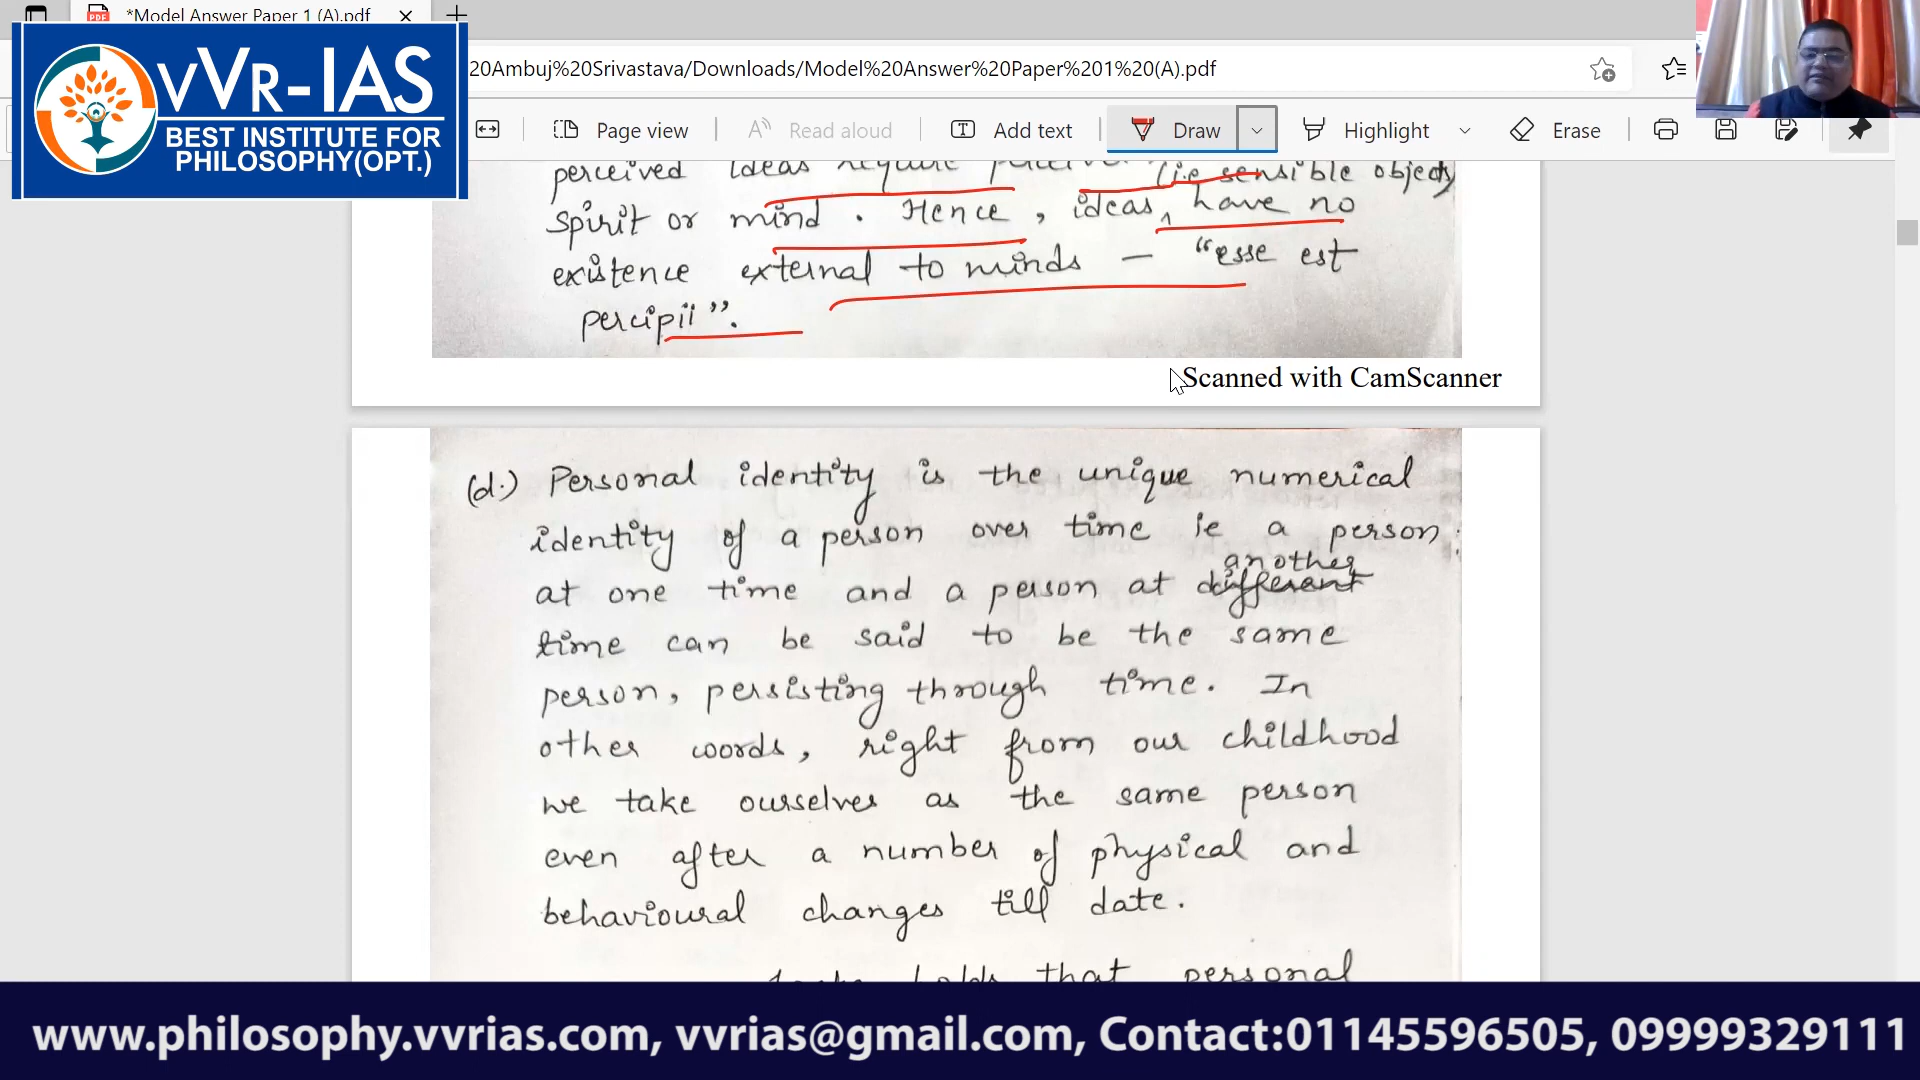 *Model Answer Paper 1 (A).pdf
20Ambuj%20Srivastava/Downloads/Model%20Answer%20Paper%201%20(A).pdf
vVR-IAS
BEST INSTITUTE FOR
PHILOSOPHY(OPT.)
Page view
Read aloud
Add text
Draw
Highlight
Erase
perceived ideas require
(i.e sensible objects
spirit or mind. Hence, ideas have no
existence external to minds — "esse est
percipii".
Scanned with CamScanner
(d.) Personal identity is the unique numerical
identity of a person over time ie a person
another
at one time and a person at different
time can be said to be the same
person, persisting through time. In
other words, right from our childhood
we take ourselves as the same person
even after a number of physical and
behavioural changes till date.
that personal
www.philosophy.vvrias.com, vvrias@gmail.com, Contact:01145596505, 09999329111